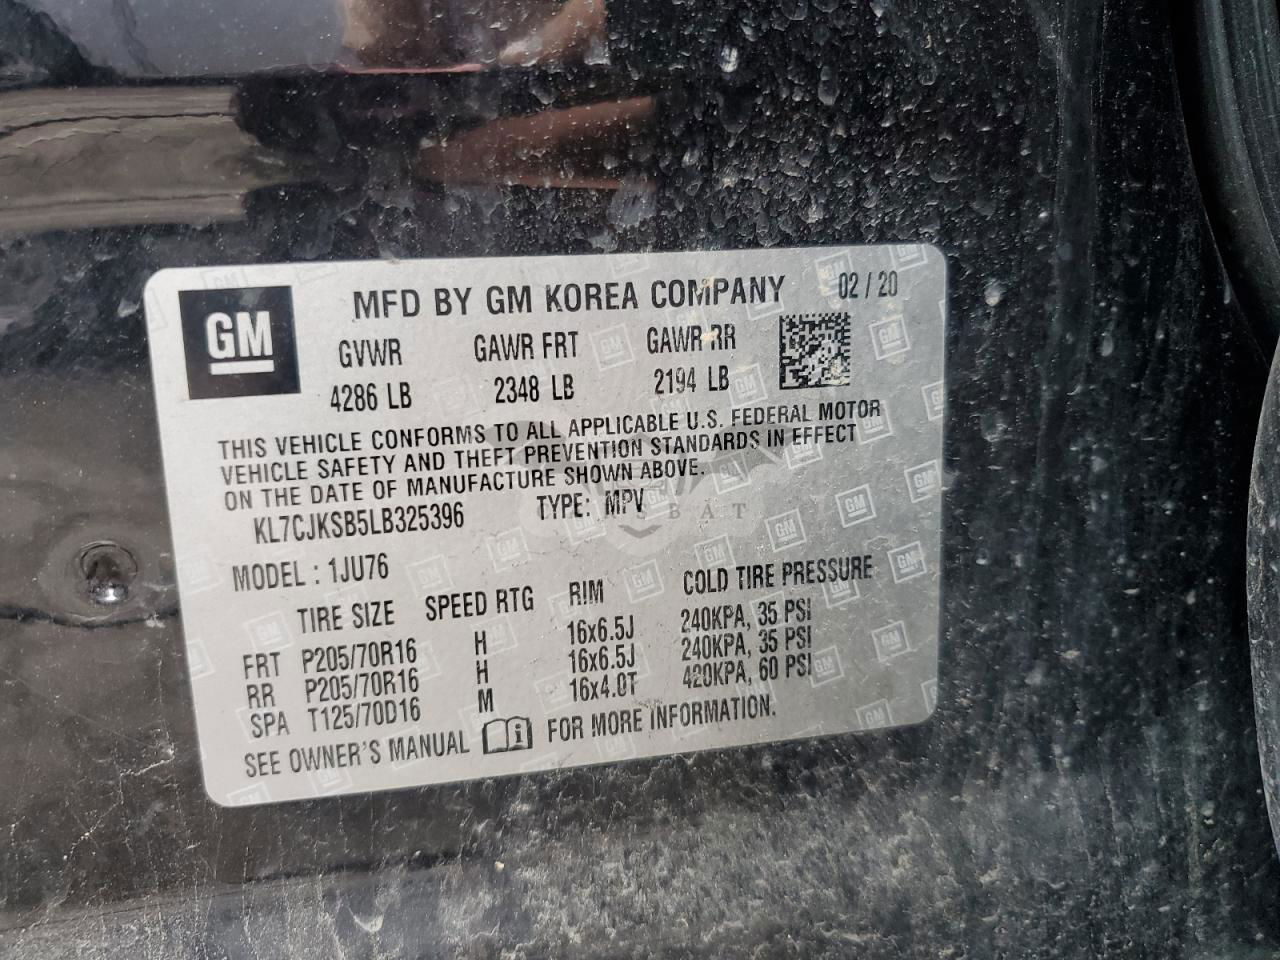 GM
MFD BY GM KOREA COMPANY 02 / 20
GVWR GAWR FRT GAWR RR
4286 LB 2348 LB 2194 LB
THIS VEHICLE CONFORMS TO ALL APPLICABLE U.S. FEDERAL MOTOR
VEHICLE SAFETY AND THEFT PREVENTION STANDARDS IN EFFECT
ON THE DATE OF MANUFACTURE SHOWN ABOVE.
KL7CJKSB5LB325396 TYPE: MPV
MODEL : 1JU76
TIRE SIZE SPEED RTG RIM COLD TIRE PRESSURE
FRT P205/70R16 H 16x6.5J 240KPA, 35 PSI
RR P205/70R16 H 16x6.5J 240KPA, 35 PSI
SPA T125/70D16 M 16x4.0T 420KPA, 60 PSI
SEE OWNER'S MANUAL FOR MORE INFORMATION.